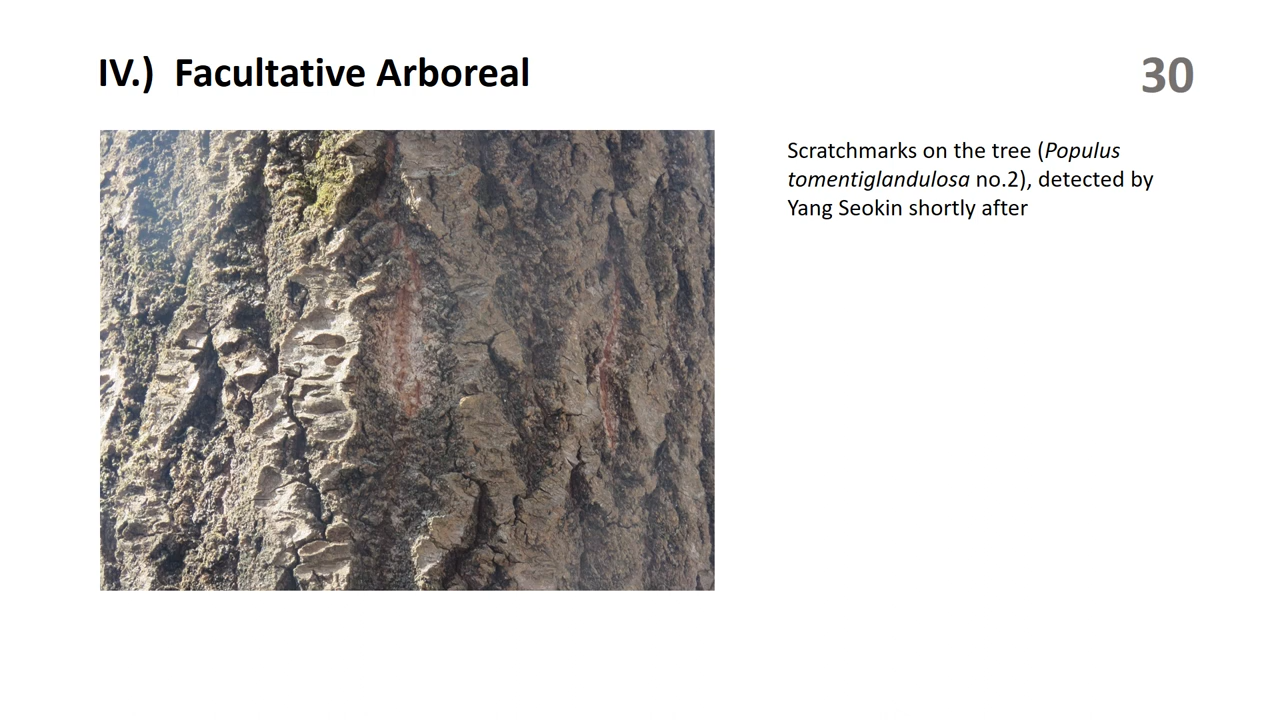 IV.) Facultative Arboreal
30
Scratchmarks on the tree (Populus
tomentiglandulosa no.2), detected by
Yang Seokin shortly after